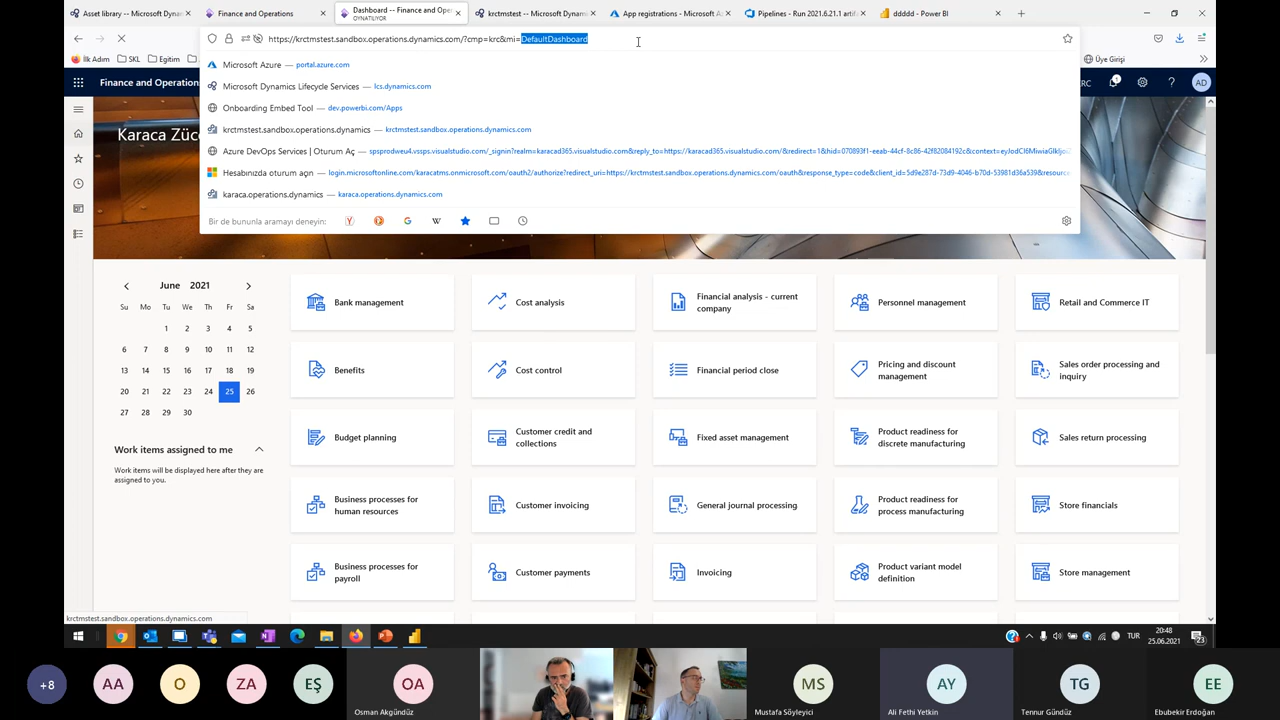 Asset library -- Microsoft Dynam
Finance and Operations
Dashboard -- Finance and Oper
OYNATILIYOR
krctmstest -- Microsoft Dynamic
App registrations - Microsoft Az
Pipelines - Run 2021.6.21.1 artifa
ddddd - Power BI
https://krctmstest.sandbox.operations.dynamics.com/?cmp=krc&mi=DefaultDashboard
İlk Adım
SKL
EĞİTİM
Üye Girişi
Microsoft Azure — portal.azure.com
Microsoft Dynamics Lifecycle Services — lcs.dynamics.com
Onboarding Embed Tool — dev.powerbi.com/Apps
krctmstest.sandbox.operations.dynamics — krctmstest.sandbox.operations.dynamics.com
Azure DevOps Services | Oturum Aç —
Hesabınızda oturum açın —
karaca.operations.dynamics — karaca.operations.dynamics.com
Bir de bununla aramayı deneyin:
Finance and Operations
KRC
1
?
AD
Karaca Zücc
June 2021
Su Mo Tu We Th Fr Sa
1 2 3 4 5
6 7 8 9 10 11 12
13 14 15 16 17 18 19
20 21 22 23 24 25 26
27 28 29 30
Work items assigned to me
Work items will be displayed here after they are
assigned to you.
Bank management
Cost analysis
Financial analysis - current
company
Personnel management
Retail and Commerce IT
Benefits
Cost control
Financial period close
Pricing and discount
management
Sales order processing and
inquiry
Budget planning
Customer credit and
collections
Fixed asset management
Product readiness for
discrete manufacturing
Sales return processing
Business processes for
human resources
Customer invoicing
General journal processing
Product readiness for
process manufacturing
Store financials
Business processes for
payroll
Customer payments
Invoicing
Product variant model
definition
Store management
krctmstest.sandbox.operations.dynamics.com
TUR
20:48
25.06.2021
23
+8
AA
O
ZA
EŞ
OA
Osman Akgündüz
MS
Mustafa Söyleyici
AY
Ali Fethi Yetkin
TG
Tennur Gündüz
EE
Ebubekir Erdoğan